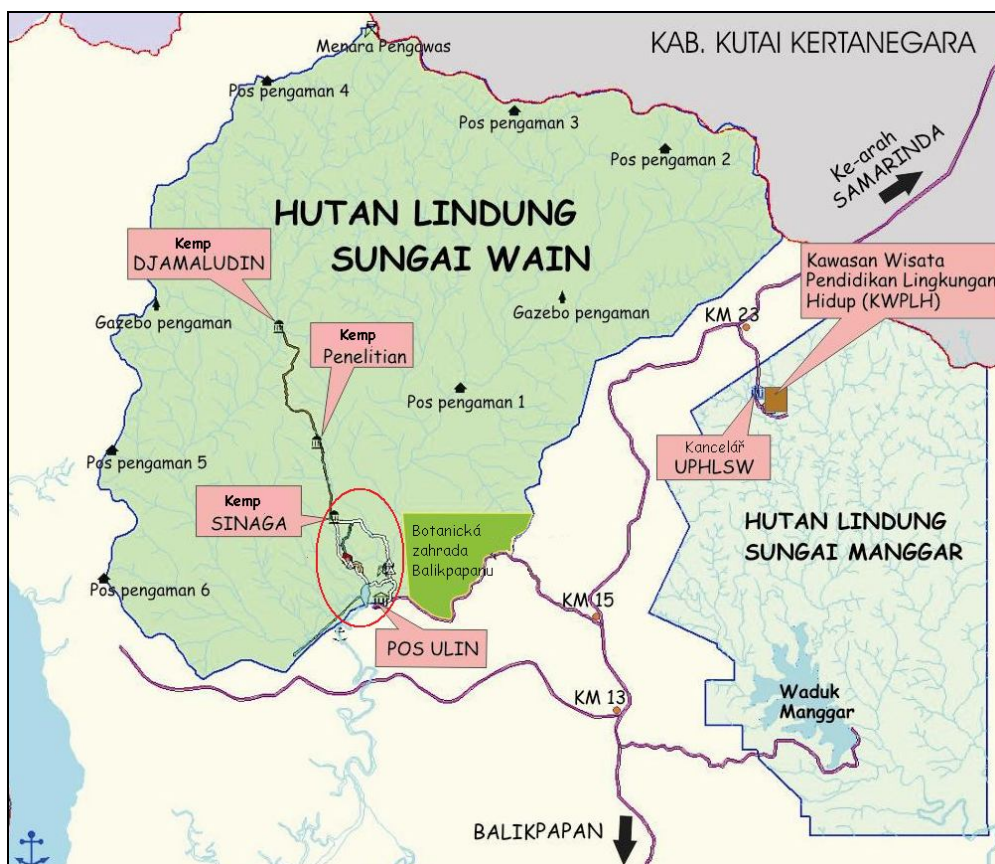 KAB. KUTAI KERTANEGARA
Menara Pengawas
Pos pengaman 4
Pos pengaman 3
Pos pengaman 2
Ke-arah
SAMARINDA
HUTAN LINDUNG
SUNGAI WAIN
Kemp
DJAMALUDIN
Kawasan Wisata
Pendidikan Lingkungan
Hidup (KWPLH)
Gazebo pengaman
Gazebo pengaman
KM 23
Kemp
Penelitian
Pos pengaman 1
Kancelář
UPHLSW
Pos pengaman 5
Kemp
SINAGA
Botanická
zahrada
Balikpapanu
HUTAN LINDUNG
SUNGAI MANGGAR
Pos pengaman 6
KM 15
POS ULIN
KM 13
Waduk
Manggar
BALIKPAPAN